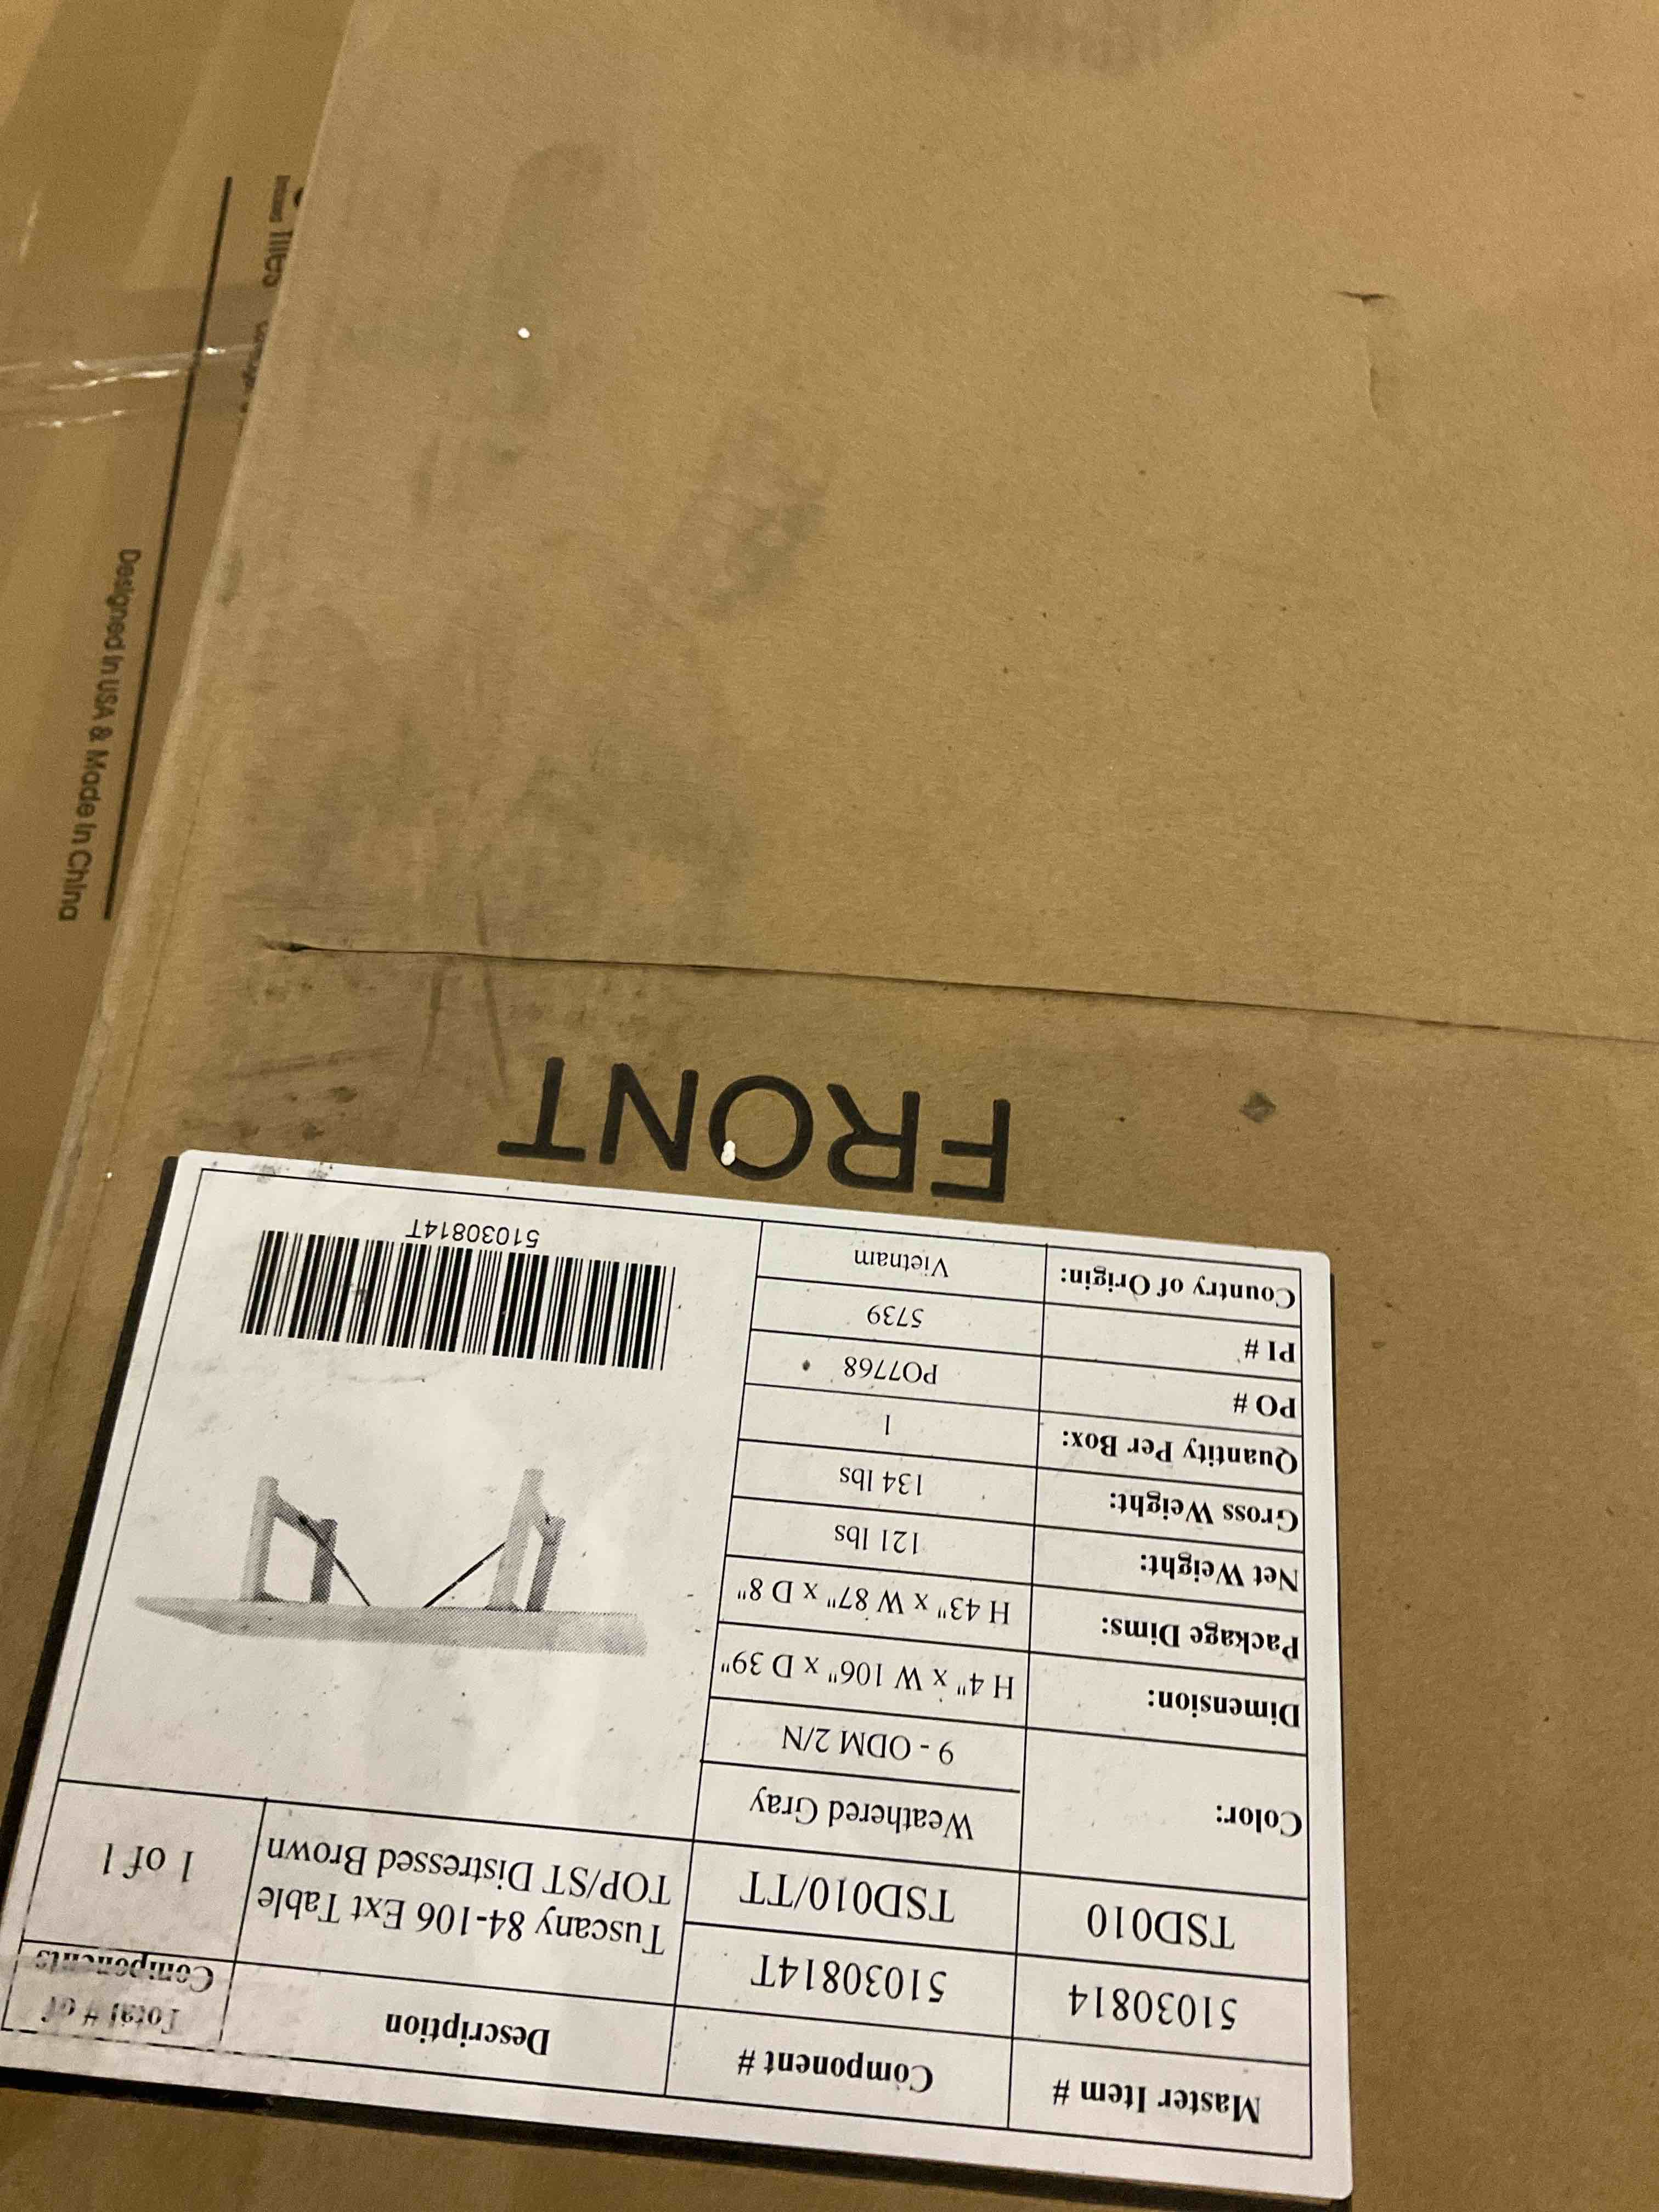 Master Item #
Component #
Description
Total # of
Components
51030814
51030814T
Tuscany 84-106 Ext Table
TOP/ST Distressed Brown
1 of 1
TSD010
TSD010/TT
Color:
Weathered Gray
9 - ODM 2/N
Dimension:
H 4" x W 106" x D 39"
Package Dims:
H 43" x W 87" x D 8"
Net Weight:
121 lbs
Gross Weight:
134 lbs
Quantity Per Box:
1
PO #
PO7768
PI #
5739
Country of Origin:
Vietnam
51030814T
FRONT
Designed In USA & Made In China